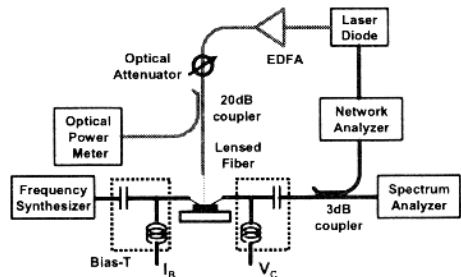 Laser
Diode
Optical
Attenuator
EDFA
20dB
coupler
Network
Analyzer
Optical
Power
Meter
Lensed
Fiber
Frequency
Synthesizer
Spectrum
Analyzer
3dB
coupler
Bias-T
I_B
V_C